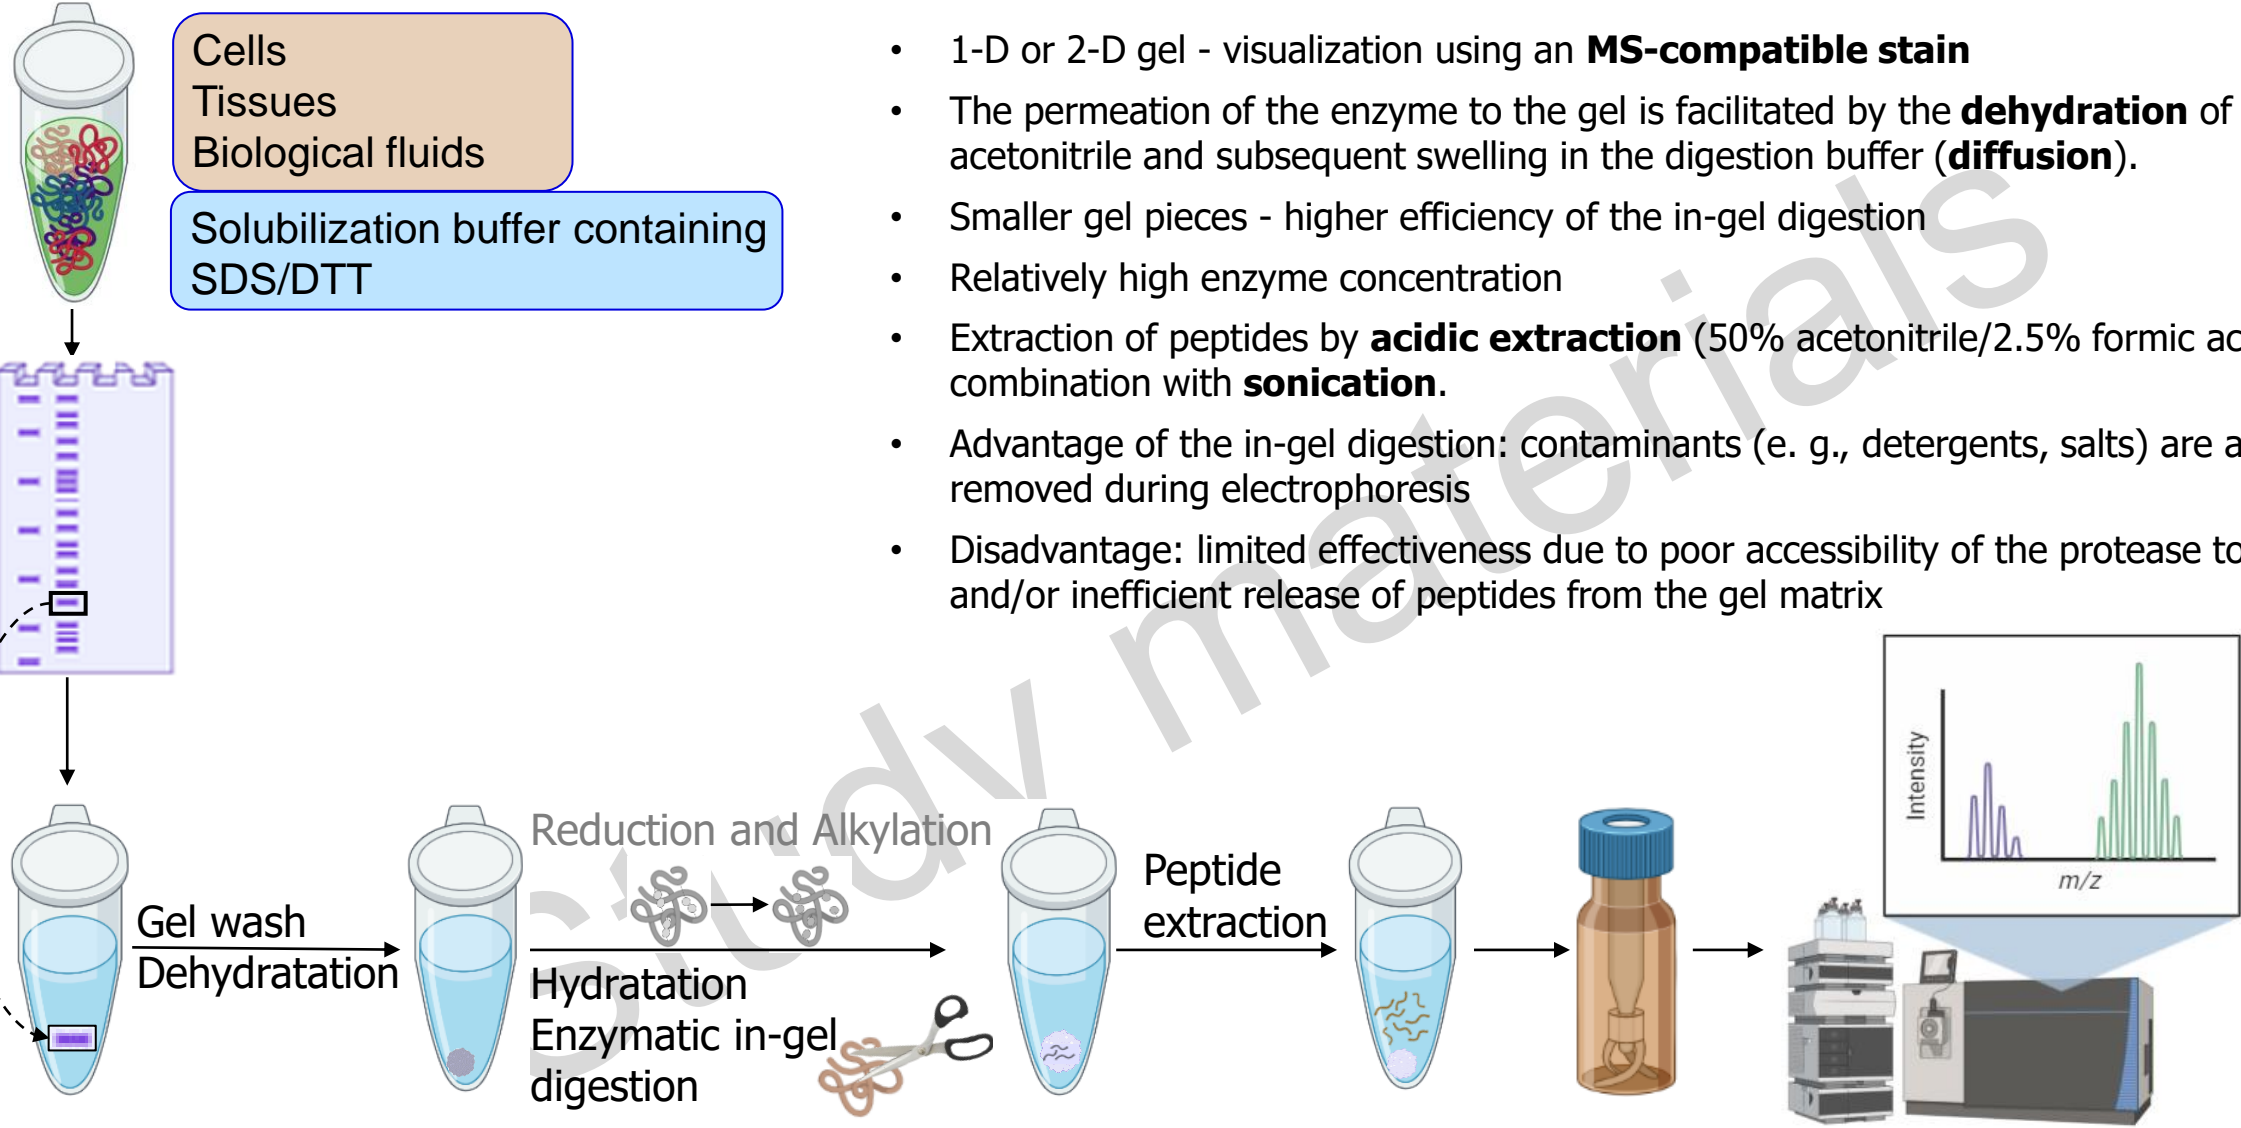 Cells
Tissues
Biological fluids
Solubilization buffer containing
SDS/DTT
• 1-D or 2-D gel - visualization using an MS-compatible stain
• The permeation of the enzyme to the gel is facilitated by the dehydration of
acetonitrile and subsequent swelling in the digestion buffer (diffusion).
• Smaller gel pieces - higher efficiency of the in-gel digestion
• Relatively high enzyme concentration
• Extraction of peptides by acidic extraction (50% acetonitrile/2.5% formic ac
combination with sonication.
• Advantage of the in-gel digestion: contaminants (e. g., detergents, salts) are a
removed during electrophoresis
• Disadvantage: limited effectiveness due to poor accessibility of the protease to
and/or inefficient release of peptides from the gel matrix
Study materials
Gel wash
Dehydratation
Reduction and Alkylation
Hydratation
Enzymatic in-gel
digestion
Peptide
extraction
Intensity
m/z